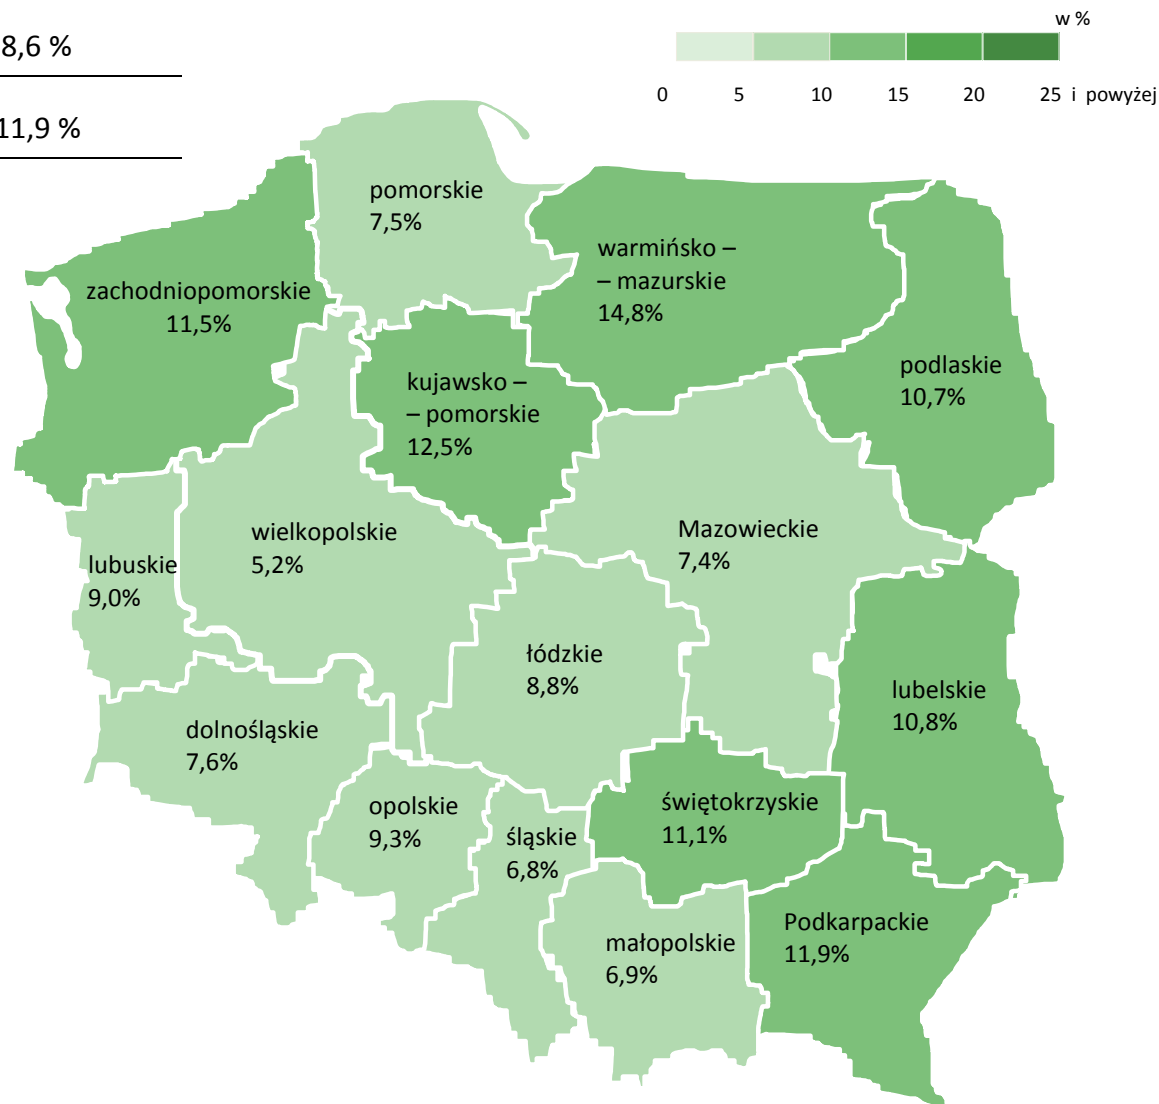 8,6 %
11,9 %
w %
0 5 10 15 20 25 i powyżej
pomorskie
7,5%
warmińsko –
– mazurskie
14,8%
zachodniopomorskie
11,5%
podlaskie
10,7%
kujawsko –
– pomorskie
12,5%
wielkopolskie
5,2%
Mazowieckie
7,4%
lubuskie
9,0%
łódzkie
8,8%
lubelskie
10,8%
dolnośląskie
7,6%
opolskie
9,3%
świętokrzyskie
11,1%
śląskie
6,8%
małopolskie
6,9%
Podkarpackie
11,9%